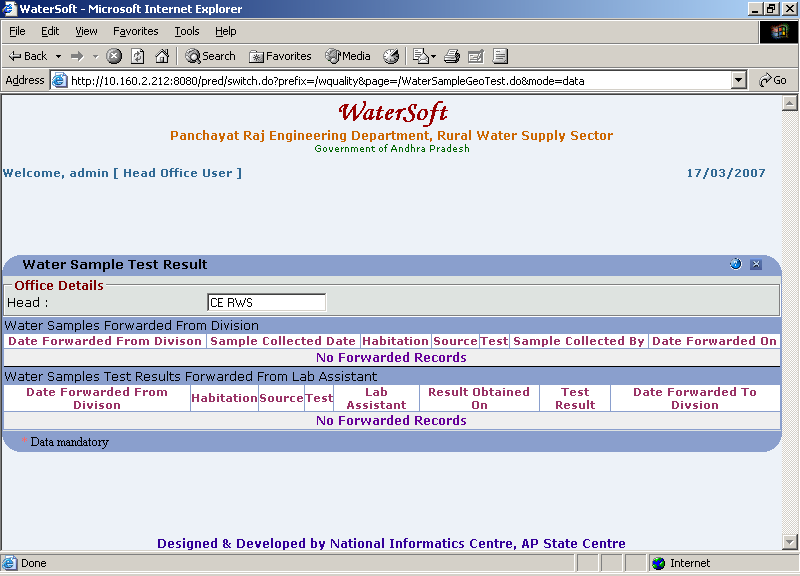 WaterSoft - Microsoft Internet Explorer
File Edit View Favorites Tools Help
Back Search Favorites Media
Address http://10.160.2.212:8080/pred/switch.do?prefix=/wquality&page=/WaterSampleGeoTest.do&mode=data Go
WaterSoft
Panchayat Raj Engineering Department, Rural Water Supply Sector
Government of Andhra Pradesh
Welcome, admin [ Head Office User ] 17/03/2007
Water Sample Test Result
Office Details
Head : CE RWS
Water Samples Forwarded From Division
Date Forwarded From Divison Sample Collected Date Habitation Source Test Sample Collected By Date Forwarded On
No Forwarded Records
Water Samples Test Results Forwarded From Lab Assistant
Date Forwarded From Divison Habitation Source Test Lab Assistant Result Obtained On Test Result Date Forwarded To Divsion
No Forwarded Records
* Data mandatory
Designed & Developed by National Informatics Centre, AP State Centre
Done Internet